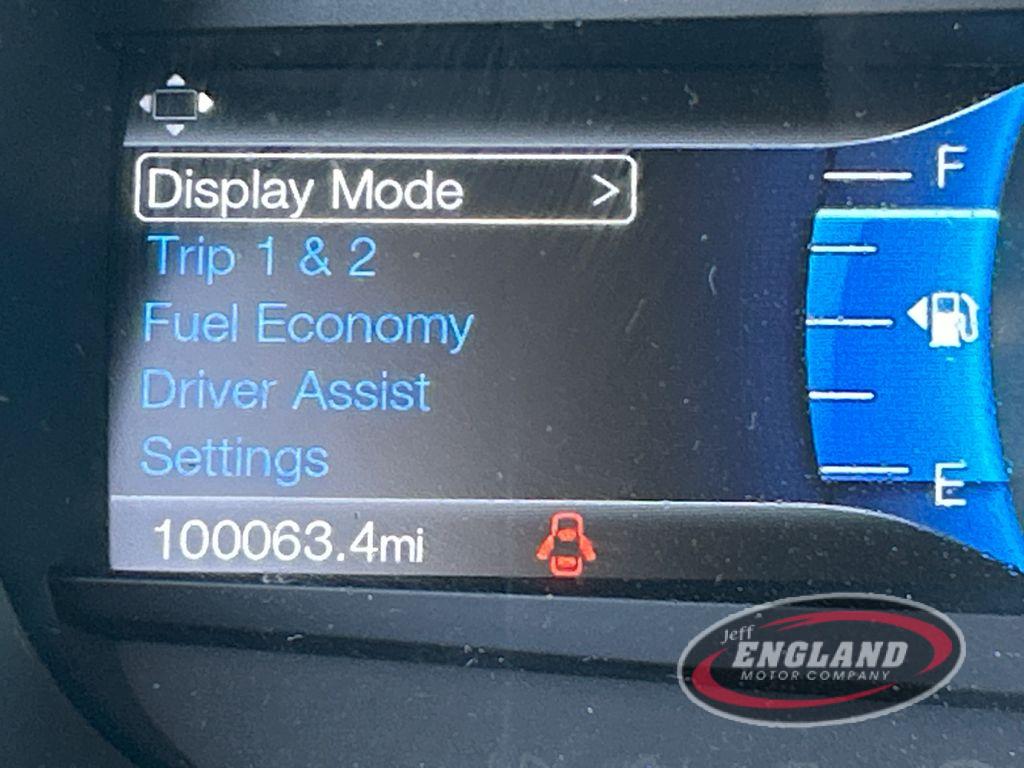 Display Mode >
F
Trip 1 & 2
Fuel Economy
Driver Assist
Settings
E
100063.4mi
Jeff
ENGLAND
MOTOR COMPANY